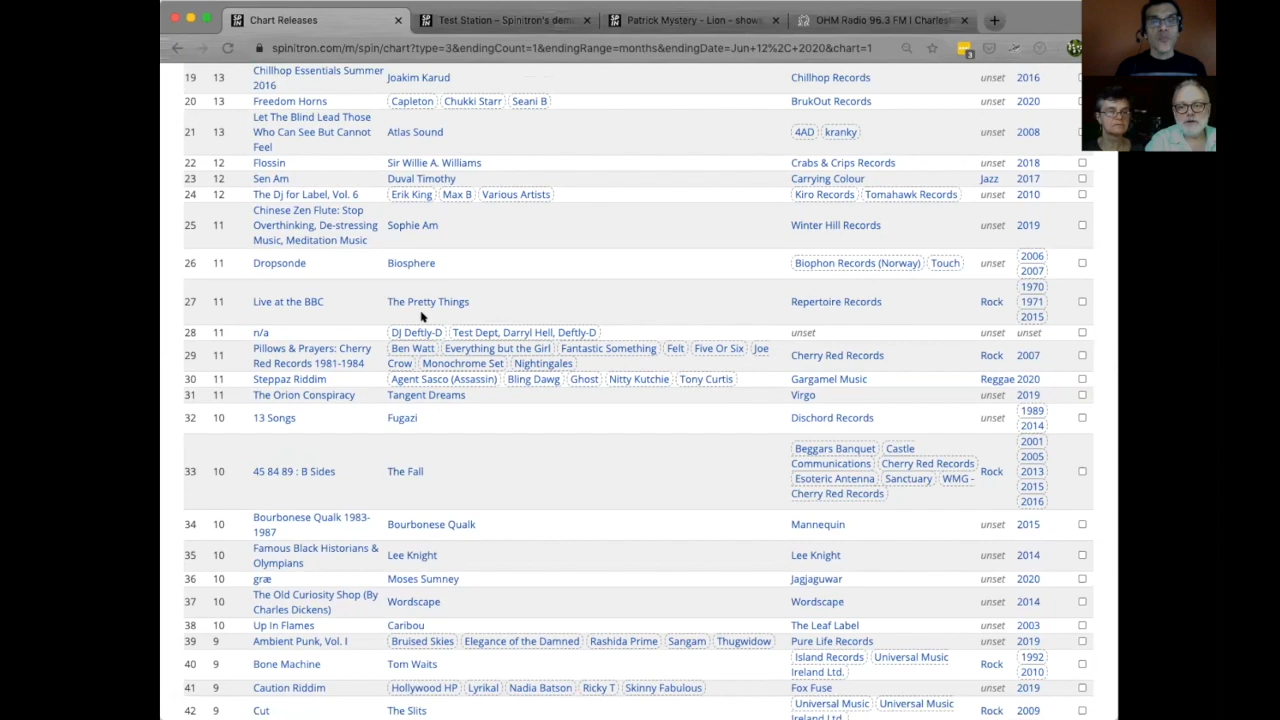 Chart Releases
Test Station – Spinitron's dem
Patrick Mystery - Lion - shows
OHM Radio 96.3 FM I Charlest
spinitron.com/m/spin/chart?type=3&endingCount=1&endingRange=months&endingDate=Jun+12%2C+2020&chart=1
3
19 13 Chillhop Essentials Summer 2016 Joakim Karud Chillhop Records unset 2016
20 13 Freedom Horns Capleton Chukki Starr Seani B BrukOut Records unset 2020
21 13 Let The Blind Lead Those Who Can See But Cannot Feel Atlas Sound 4AD kranky unset 2008
22 12 Flossin Sir Willie A. Williams Crabs & Crips Records unset 2018
23 12 Sen Am Duval Timothy Carrying Colour Jazz 2017
24 12 The Dj for Label, Vol. 6 Erik King Max B Various Artists Kiro Records Tomahawk Records unset 2010
25 11 Chinese Zen Flute: Stop Overthinking, De-stressing Music, Meditation Music Sophie Am Winter Hill Records unset 2019
26 11 Dropsonde Biosphere Biophon Records (Norway) Touch unset 2006 2007
27 11 Live at the BBC The Pretty Things Repertoire Records Rock 1970 1971 2015
28 11 n/a DJ Deftly-D Test Dept, Darryl Hell, Deftly-D unset unset unset
29 11 Pillows & Prayers: Cherry Red Records 1981-1984 Ben Watt Everything but the Girl Fantastic Something Felt Five Or Six Joe Crow Monochrome Set Nightingales Cherry Red Records Rock 2007
30 11 Steppaz Riddim Agent Sasco (Assassin) Bling Dawg Ghost Nitty Kutchie Tony Curtis Gargamel Music Reggae 2020
31 11 The Orion Conspiracy Tangent Dreams Virgo unset 2019
32 10 13 Songs Fugazi Dischord Records unset 1989 2014
33 10 45 84 89 : B Sides The Fall Beggars Banquet Castle Communications Cherry Red Records Esoteric Antenna Sanctuary WMG - Cherry Red Records Rock 2001 2005 2013 2015 2016
34 10 Bourbonese Qualk 1983-1987 Bourbonese Qualk Mannequin unset 2015
35 10 Famous Black Historians & Olympians Lee Knight Lee Knight unset 2014
36 10 græ Moses Sumney Jagjaguwar unset 2020
37 10 The Old Curiosity Shop (By Charles Dickens) Wordscape Wordscape unset 2014
38 10 Up In Flames Caribou The Leaf Label unset 2003
39 9 Ambient Punk, Vol. I Bruised Skies Elegance of the Damned Rashida Prime Sangam Thugwidow Pure Life Records unset 2019
40 9 Bone Machine Tom Waits Island Records Universal Music Ireland Ltd. Rock 1992 2010
41 9 Caution Riddim Hollywood HP Lyrikal Nadia Batson Ricky T Skinny Fabulous Fox Fuse unset 2019
42 9 Cut The Slits Universal Music Universal Music Ireland Ltd. Rock 2009